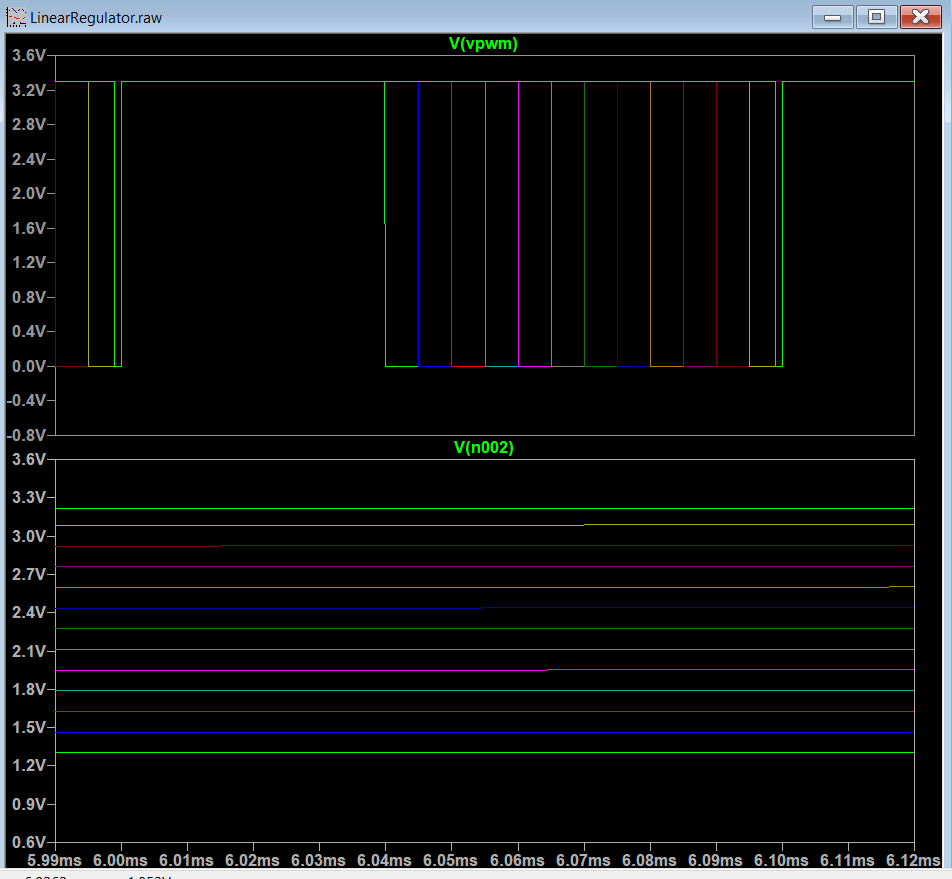 LinearRegulator.raw
V(vpwm)
3.6V
3.2V
2.8V
2.4V
2.0V
1.6V
1.2V
0.8V
0.4V
0.0V
-0.4V
-0.8V
V(n002)
3.6V
3.3V
3.0V
2.7V
2.4V
2.1V
1.8V
1.5V
1.2V
0.9V
0.6V
5.99ms 6.00ms 6.01ms 6.02ms 6.03ms 6.04ms 6.05ms 6.06ms 6.07ms 6.08ms 6.09ms 6.10ms 6.11ms 6.12ms